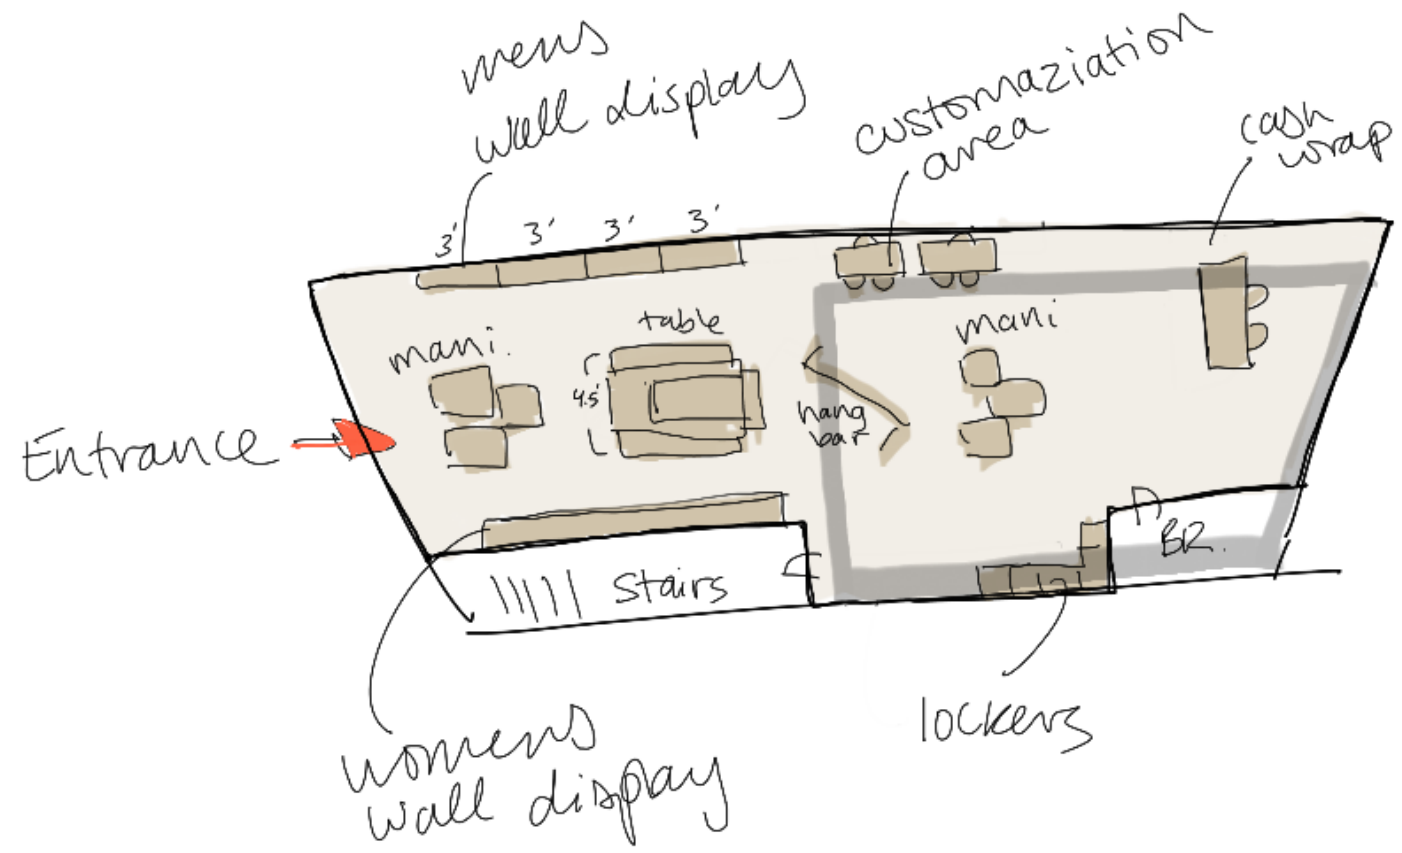 mens
wall display
customaziation
area
cash
wrap
3' 3' 3' 3'
mani.
table
4.5'
mani
hang
bar
Entrance
Stairs
BR.
lockers
womens
wall display